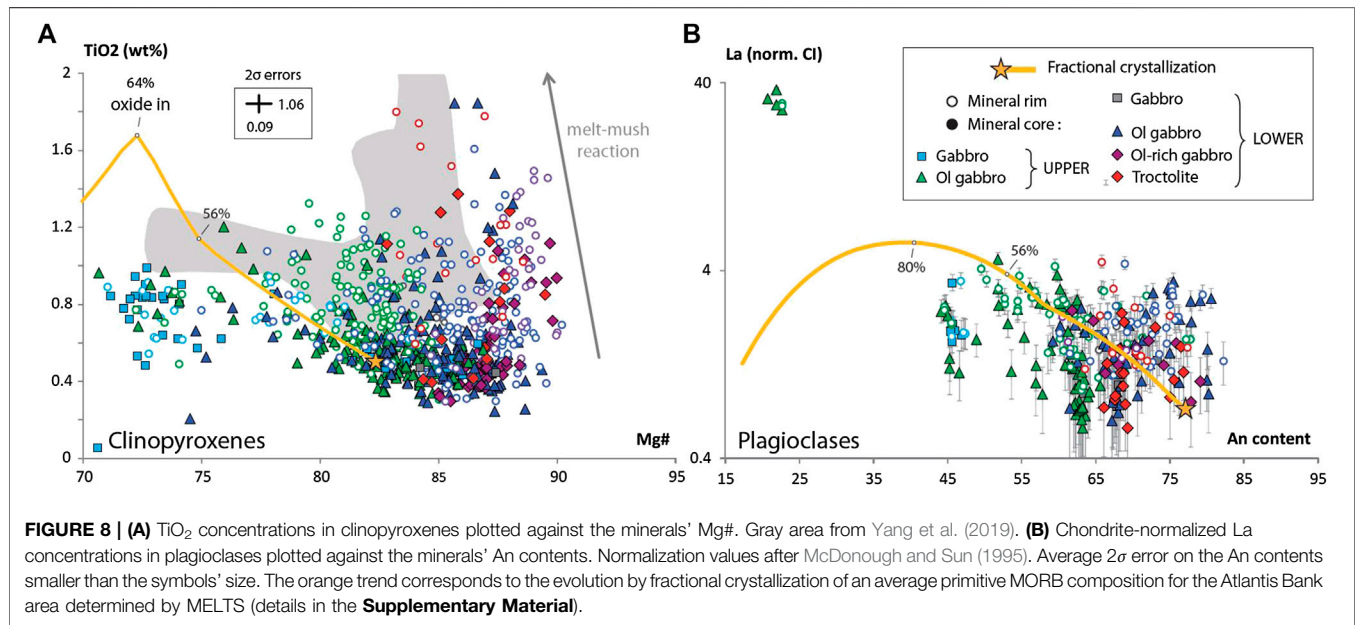 A
TiO2 (wt%)
2
1.6
1.2
0.8
0.4
0
64%
oxide in
2σ errors
1.06
0.09
56%
melt-mush
reaction
Clinopyroxenes
Mg#
70 75 80 85 90 95
B
La (norm. CI)
40
4
0.4
Fractional crystallization
Mineral rim
Mineral core :
Gabbro
Ol gabbro
UPPER
Gabbro
Ol gabbro
Ol-rich gabbro
Troctolite
LOWER
80%
56%
Plagioclases
An content
15 25 35 45 55 65 75 85 95
FIGURE 8 | (A) TiO₂ concentrations in clinopyroxenes plotted against the minerals' Mg#. Gray area from Yang et al. (2019). (B) Chondrite-normalized La
concentrations in plagioclases plotted against the minerals' An contents. Normalization values after McDonough and Sun (1995). Average 2σ error on the An contents
smaller than the symbols' size. The orange trend corresponds to the evolution by fractional crystallization of an average primitive MORB composition for the Atlantis Bank
area determined by MELTS (details in the Supplementary Material).